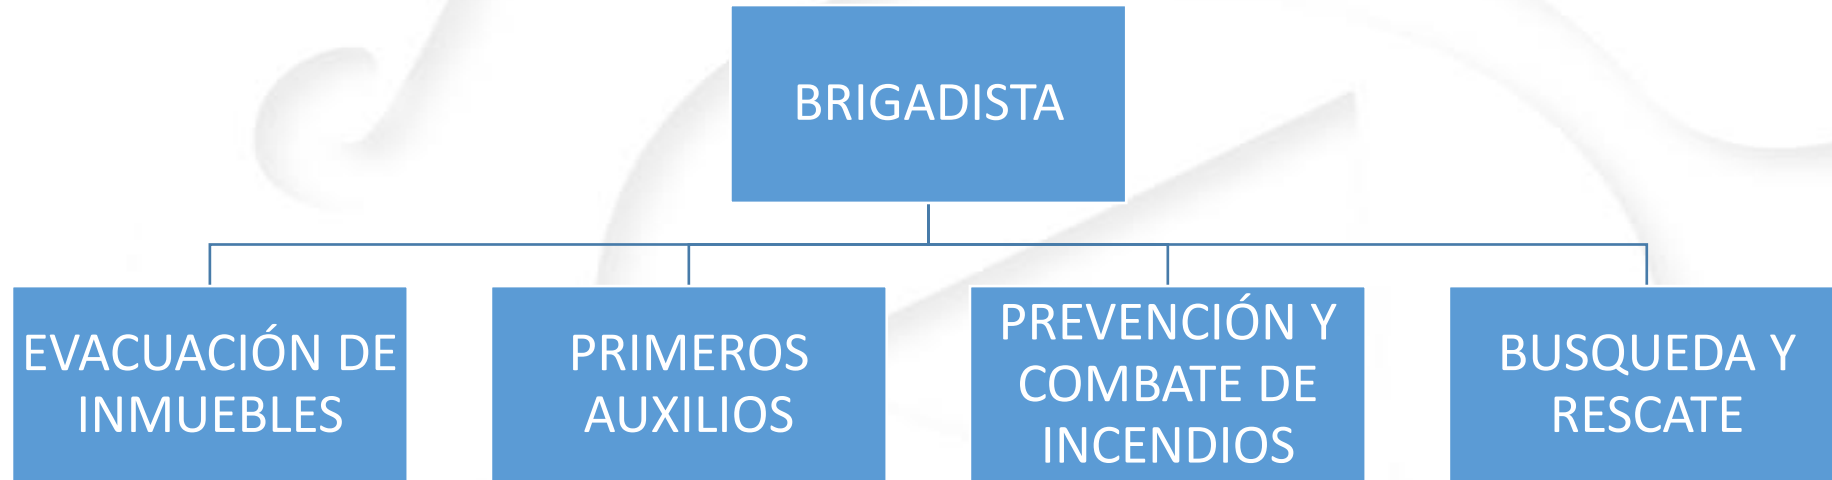 BRIGADISTA
EVACUACIÓN DE
INMUEBLES
PRIMEROS
AUXILIOS
PREVENCIÓN Y
COMBATE DE
INCENDIOS
BUSQUEDA Y
RESCATE